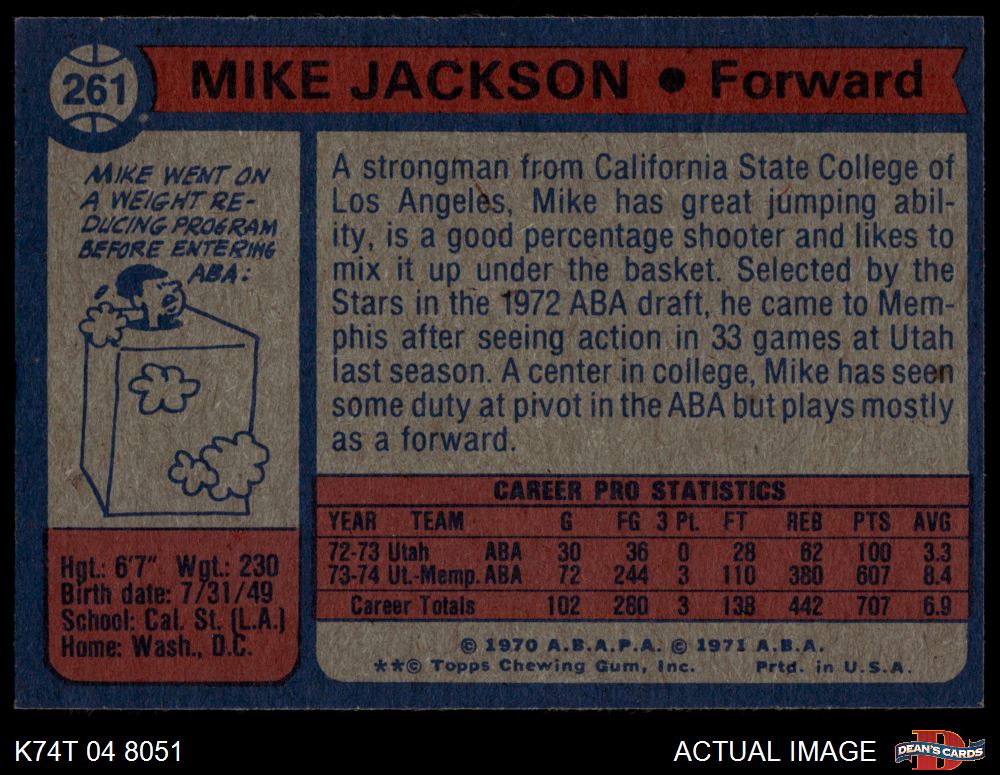 261
MIKE JACKSON ● Forward
MIKE WENT ON
A WEIGHT RE-
DUCING PROGRAM
BEFORE ENTERING
ABA:
A strongman from California State College of
Los Angeles, Mike has great jumping abil-
ity, is a good percentage shooter and likes to
mix it up under the basket. Selected by the
Stars in the 1972 ABA draft, he came to Mem-
phis after seeing action in 33 games at Utah
last season. A center in college, Mike has seen
some duty at pivot in the ABA but plays mostly
as a forward.
Hgt.: 6'7" Wgt.: 230
Birth date: 7/31/49
School: Cal. St. (L.A.)
Home: Wash., D.C.
CAREER PRO STATISTICS
YEAR TEAM G FG 3 Pt. FT REB PTS AVG
72-73 Utah ABA 30 36 0 28 62 100 3.3
73-74 Ut.-Memp. ABA 72 244 3 110 380 607 8.4
Career Totals 102 280 3 138 442 707 6.9
© 1970 A.B.A.P.A. © 1971 A.B.A.
**© Topps Chewing Gum, Inc. Prtd. in U.S.A.
K74T 04 8051
ACTUAL IMAGE
DEAN'S CARDS